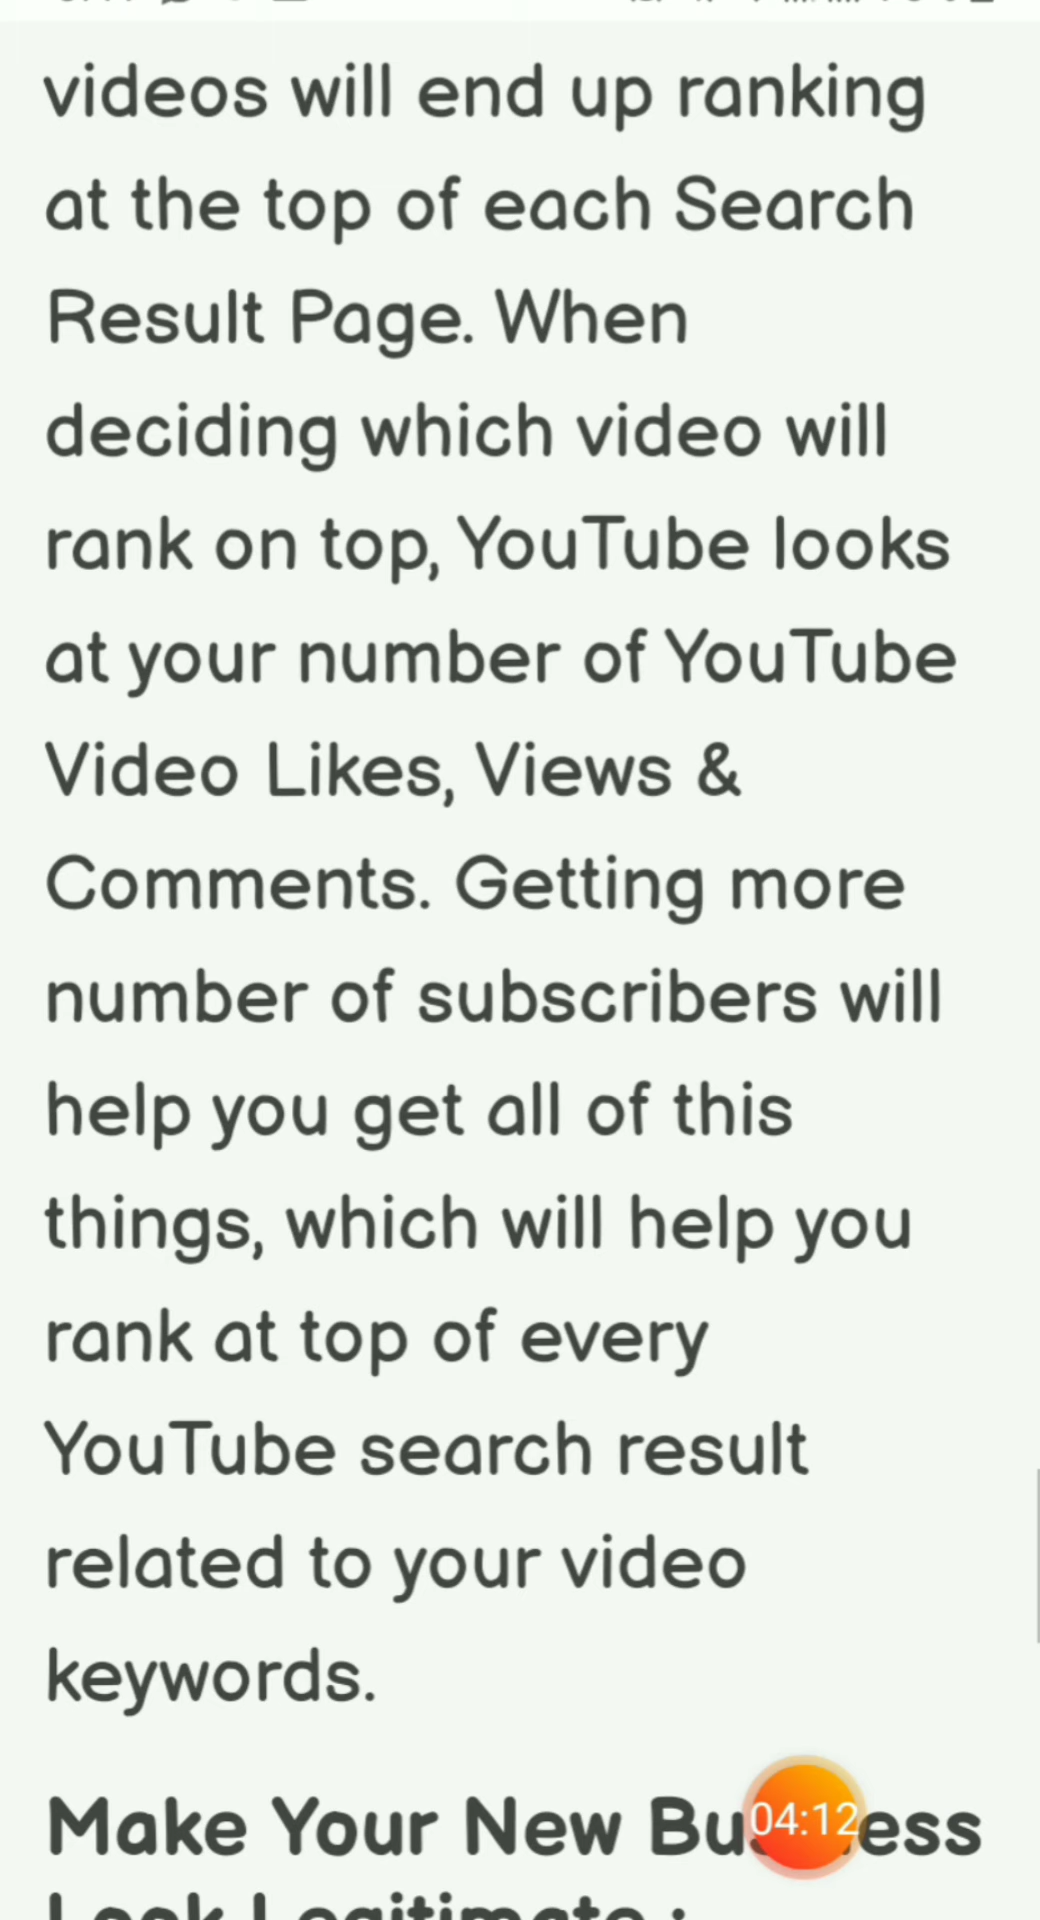 videos will end up ranking
at the top of each Search
Result Page. When
deciding which video will
rank on top, YouTube looks
at your number of YouTube
Video Likes, Views &
Comments. Getting more
number of subscribers will
help you get all of this
things, which will help you
rank at top of every
YouTube search result
related to your video
keywords.
Make Your New Business
04:12
Look Legitimate :